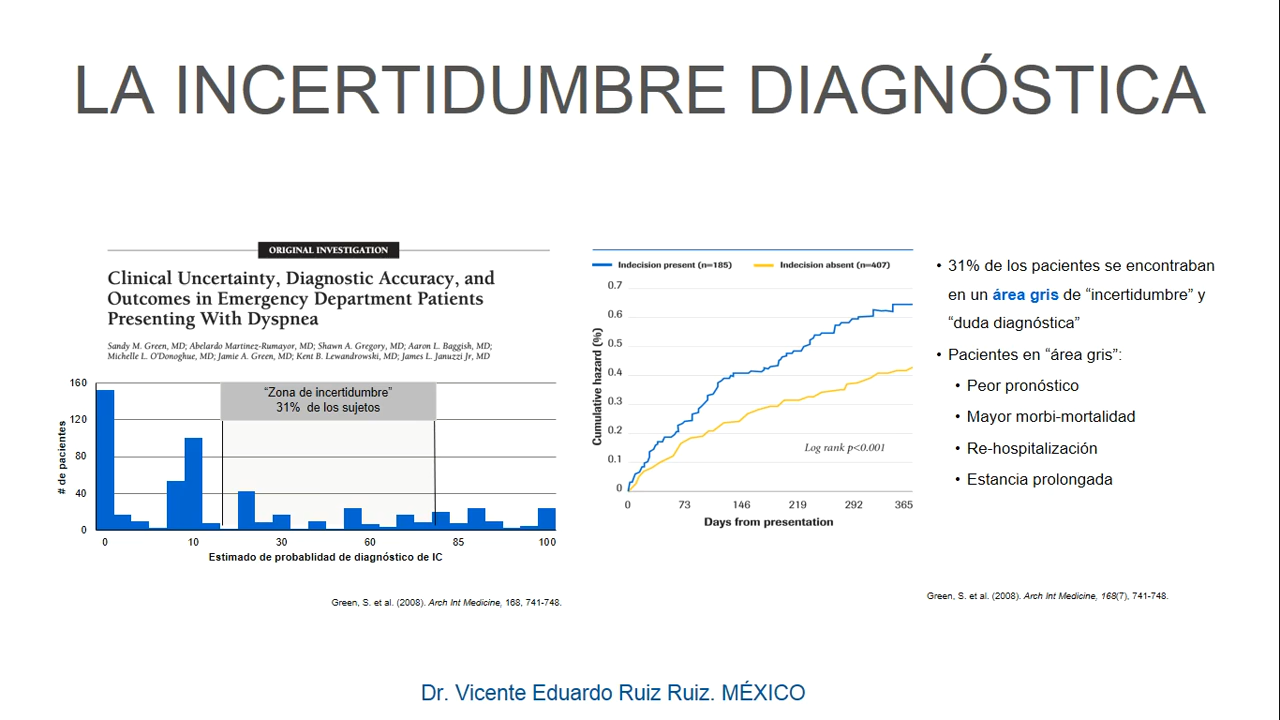 LA INCERTIDUMBRE DIAGNÓSTICA
ORIGINAL INVESTIGATION
Clinical Uncertainty, Diagnostic Accuracy, and
Outcomes in Emergency Department Patients
Presenting With Dyspnea
Sandy M. Green, MD; Abelardo Martinez-Rumayor, MD; Shawn A. Gregory, MD; Aaron L. Baggish, MD;
Michelle L. O'Donoghue, MD; Jamie A. Green, MD; Kent B. Lewandrowski, MD; James L. Januzzi Jr, MD
160
120
80
40
0
# de pacientes
“Zona de incertidumbre”
31% de los sujetos
0 10 30 60 85 100
Estimado de probablidad de diagnóstico de IC
Green, S. et al. (2008). Arch Int Medicine, 168, 741-748.
Indecision present (n=185) Indecision absent (n=407)
0.7
0.6
0.5
0.4
0.3
0.2
0.1
0
Cumulative hazard (%)
Log rank p<0.001
0 73 146 219 292 365
Days from presentation
• 31% de los pacientes se encontraban
en un área gris de “incertidumbre” y
“duda diagnóstica”
• Pacientes en “área gris”:
• Peor pronóstico
• Mayor morbi-mortalidad
• Re-hospitalización
• Estancia prolongada
Green, S. et al. (2008). Arch Int Medicine, 168(7), 741-748.
Dr. Vicente Eduardo Ruiz Ruiz. MÉXICO